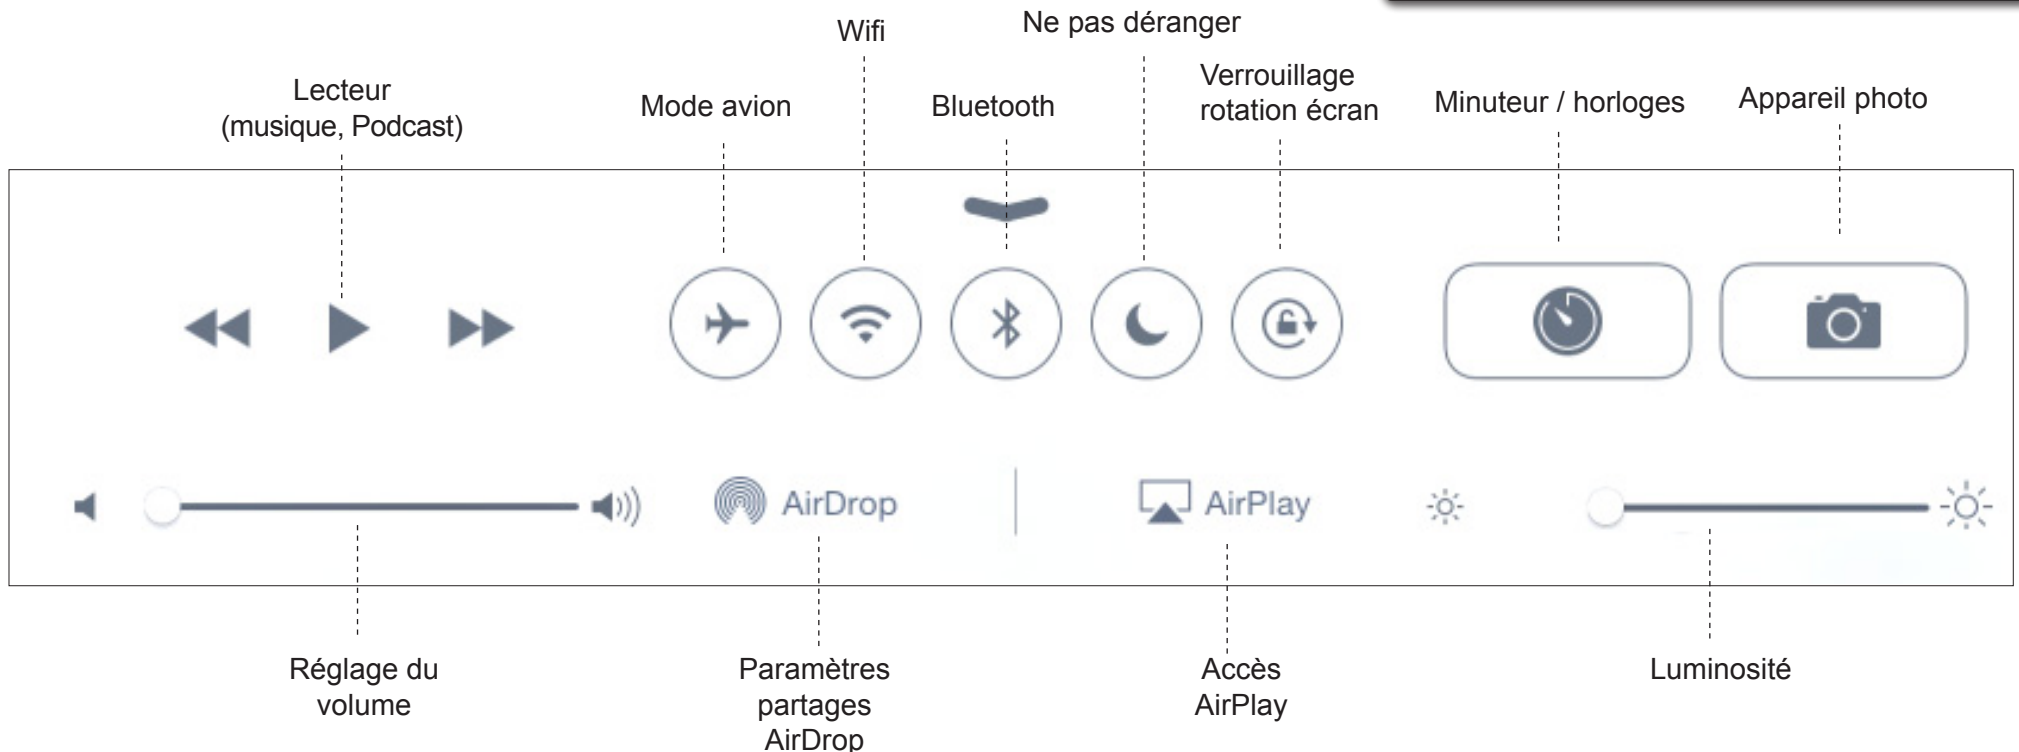 Wifi
Ne pas déranger
Lecteur
(musique, Podcast)
Mode avion
Bluetooth
Verrouillage
rotation écran
Minuteur / horloges
Appareil photo
AirDrop
AirPlay
Réglage du
volume
Paramètres
partages
AirDrop
Accès
AirPlay
Luminosité